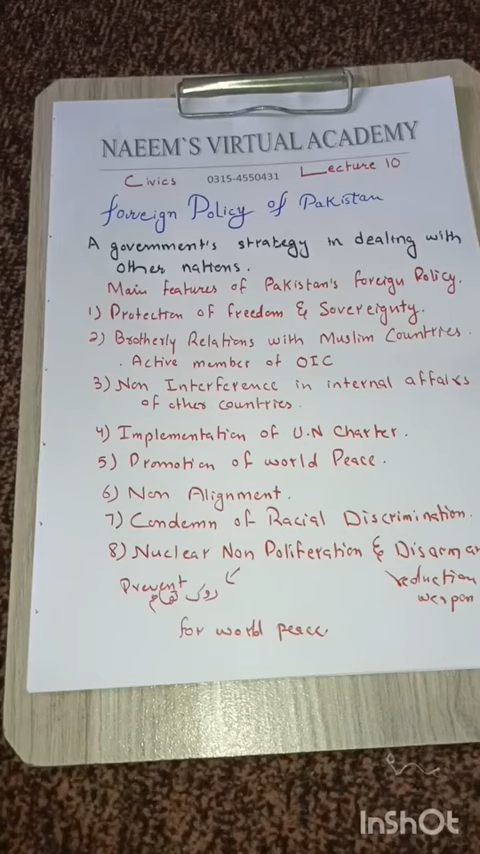 NAEEM`S VIRTUAL ACADEMY
Civics 0315-4550431 Lecture 10
Foreign Policy of Pakistan
A government's strategy in dealing with
other nations.
Main features of Pakistan's foreign Policy.
1) Protection of freedom & Sovereignty.
2) Brotherly Relations with Muslim Countries.
. Active member of OIC
3) Non Interference in internal affairs
of other countries.
4) Implementation of U.N Charter.
5) Promotion of world Peace.
6) Non Alignment.
7) Condemn of Racial Discrimination.
8) Nuclear Non Poliferation & Disarmar
Prevent reduction
روک تھام weapon
for world peace.
InShOt